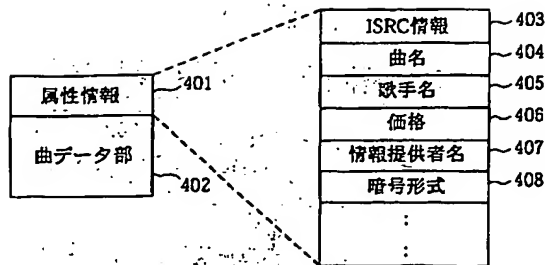 属性情報
401
曲データ部
402
ISRC情報
403
曲名
404
歌手名
405
価格
406
情報提供者名
407
暗号形式
408